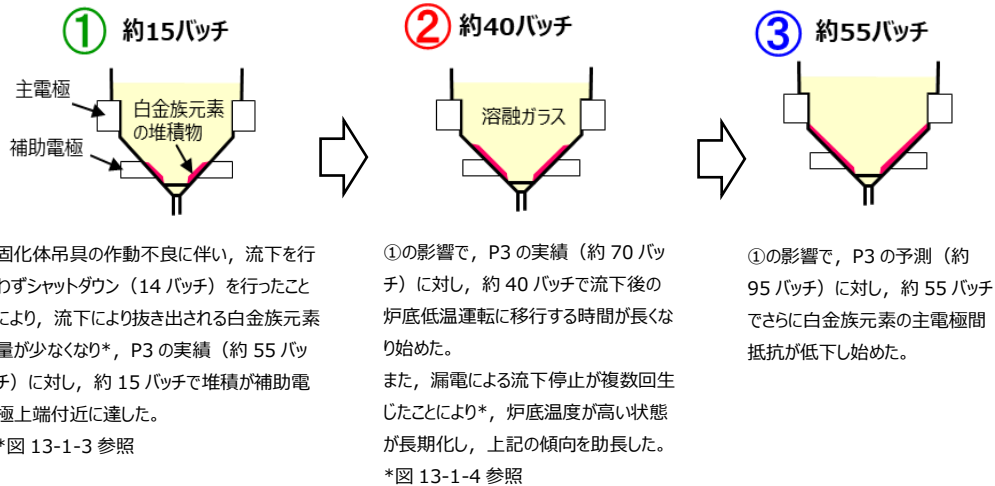 ① 約15バッチ
主電極
補助電極
白金族元素
の堆積物
固化体吊具の作動不良に伴い，流下を行
わずシャットダウン（14 バッチ）を行ったこと
により，流下により抜き出される白金族元素
量が少なくなり*，P3 の実績（約 55 バッ
チ）に対し，約 15 バッチで堆積が補助電
極上端付近に達した。
*図 13-1-3 参照
② 約40バッチ
溶融ガラス
①の影響で，P3 の実績（約 70 バッ
チ）に対し，約 40 バッチで流下後の
炉底低温運転に移行する時間が長くな
り始めた。
また，漏電による流下停止が複数回生
じたことにより*，炉底温度が高い状態
が長期化し，上記の傾向を助長した。
*図 13-1-4 参照
③ 約55バッチ
①の影響で，P3 の予測（約
95 バッチ）に対し，約 55 バッチ
でさらに白金族元素の主電極間
抵抗が低下し始めた。